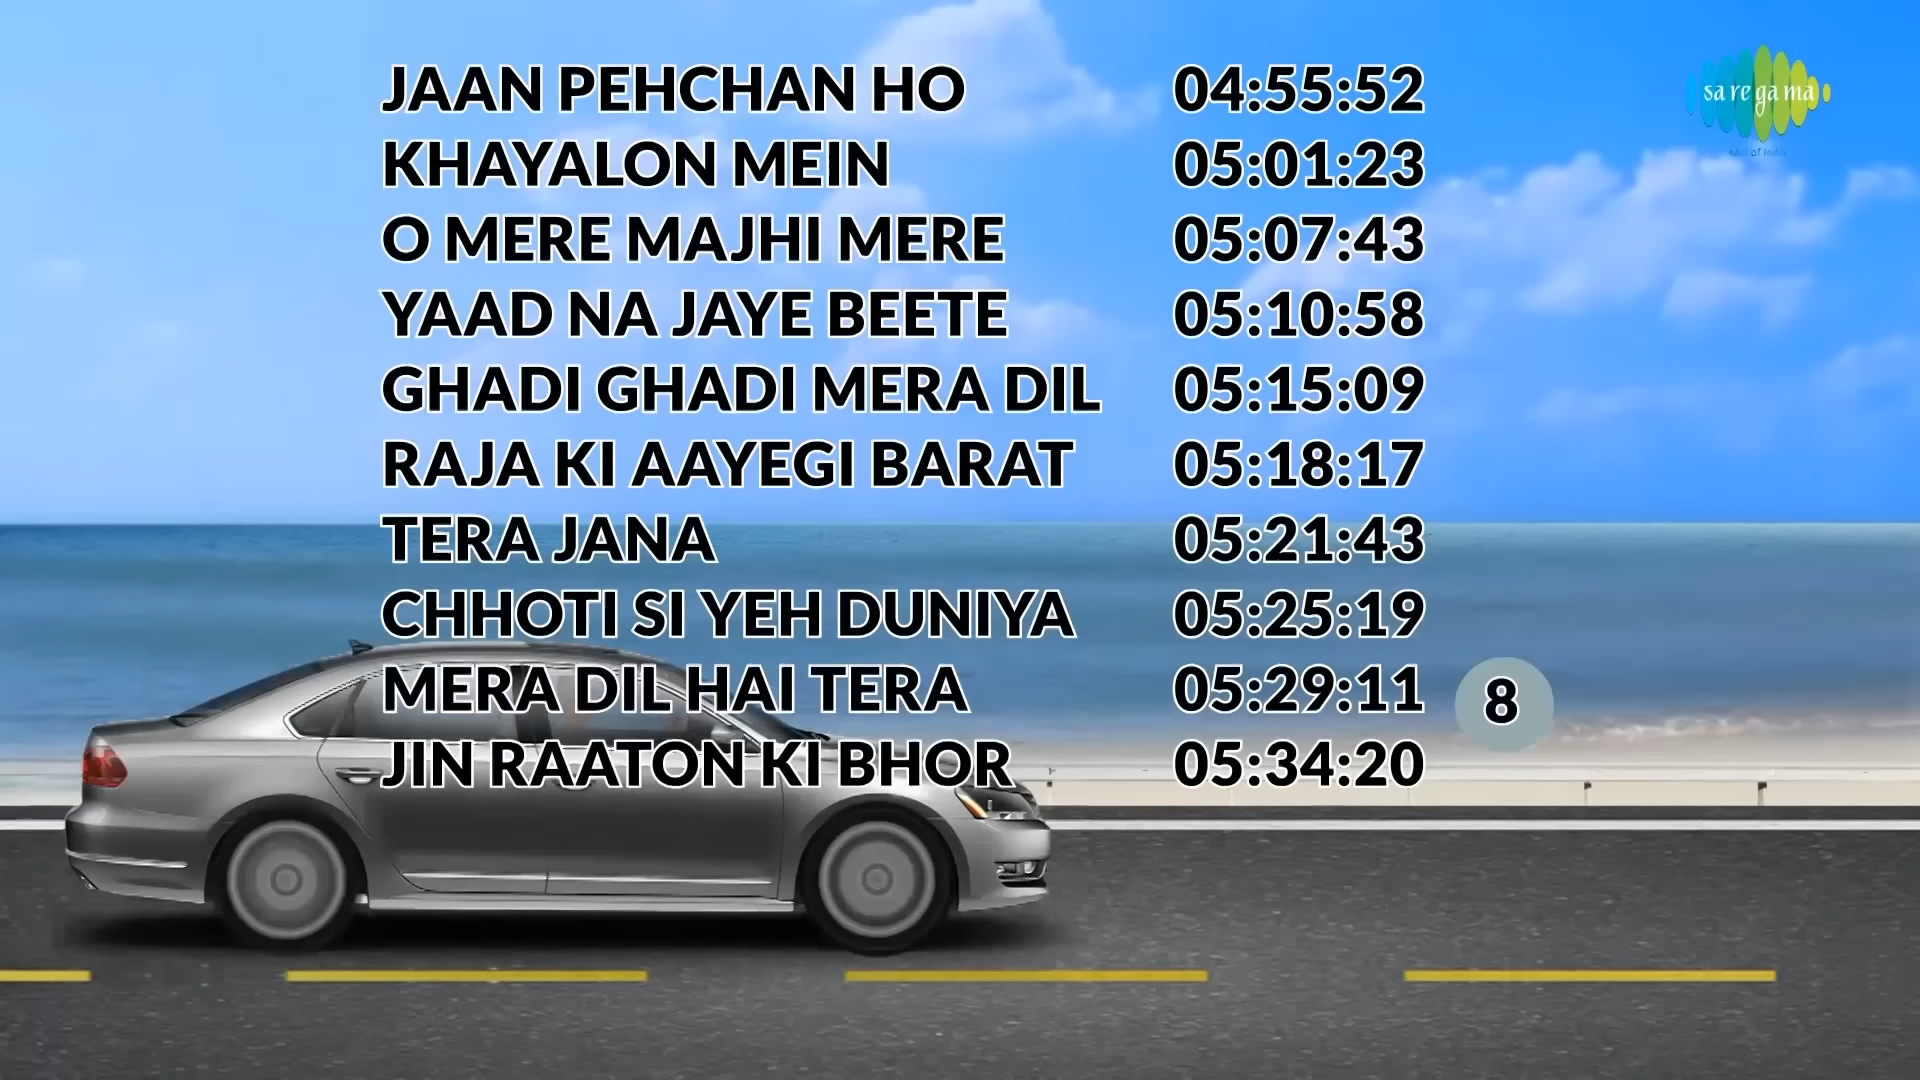 JAAN PEHCHAN HO 04:55:52
KHAYALON MEIN 05:01:23
O MERE MAJHI MERE 05:07:43
YAAD NA JAYE BEETE 05:10:58
GHADI GHADI MERA DIL 05:15:09
RAJA KI AAYEGI BARAT 05:18:17
TERA JANA 05:21:43
CHHOTI SI YEH DUNIYA 05:25:19
MERA DIL HAI TERA 05:29:11
JIN RAATON KI BHOR 05:34:20
8
sa re ga ma
soul of India